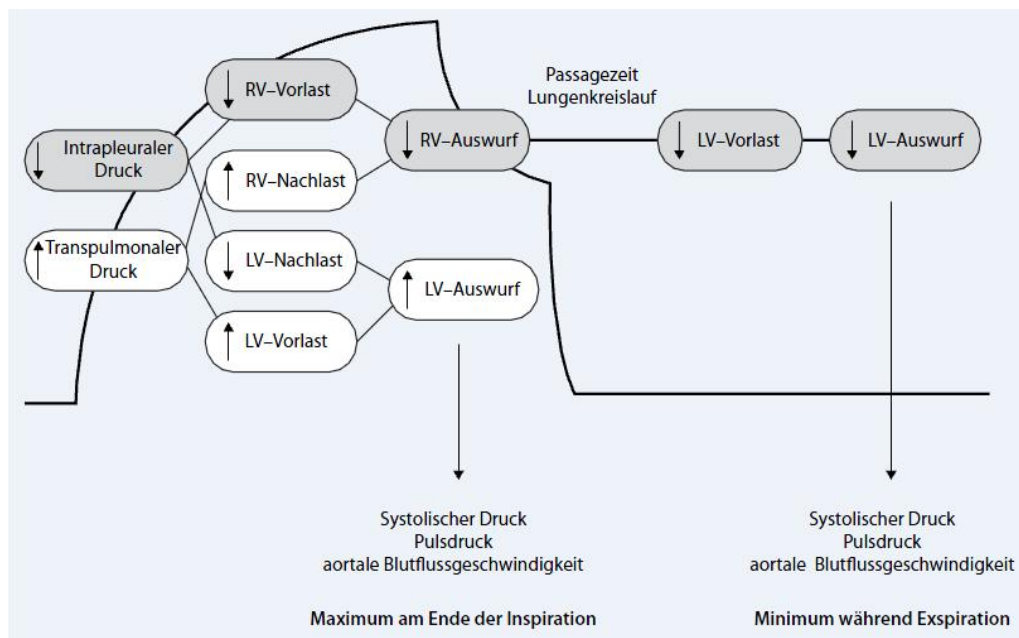 ↓ RV–Vorlast
Passagezeit
Lungenkreislauf
↓ Intrapleuraler
Druck
↓ RV–Auswurf
↓ LV–Vorlast
↓ LV–Auswurf
↑ RV–Nachlast
↑ Transpulmonaler
Druck
↓ LV–Nachlast
↑ LV–Auswurf
↑ LV–Vorlast
Systolischer Druck
Pulsdruck
aortale Blutflussgeschwindigkeit
Maximum am Ende der Inspiration
Systolischer Druck
Pulsdruck
aortale Blutflussgeschwindigkeit
Minimum während Exspiration